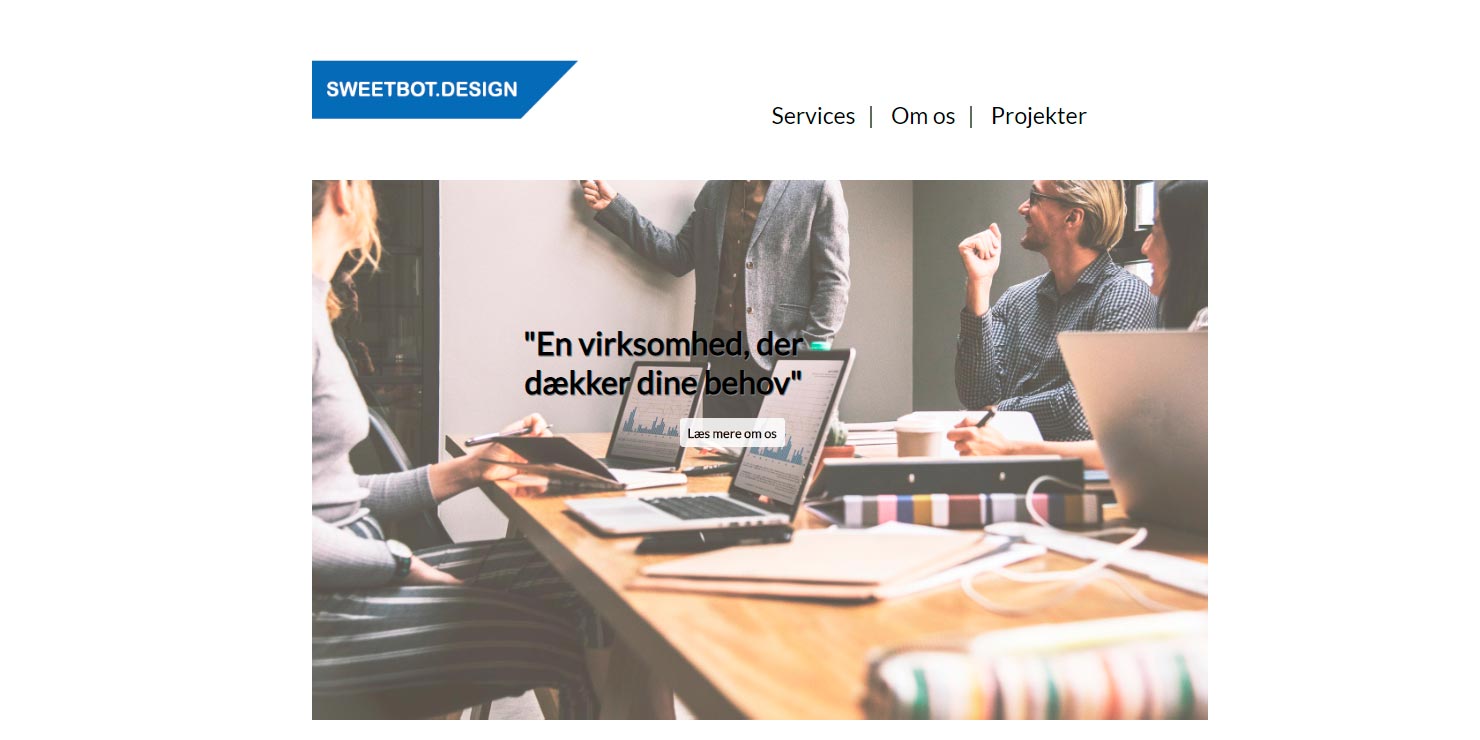 SWEETBOT.DESIGN
Services | Om os | Projekter
"En virksomhed, der
dækker dine behov"
Læs mere om os